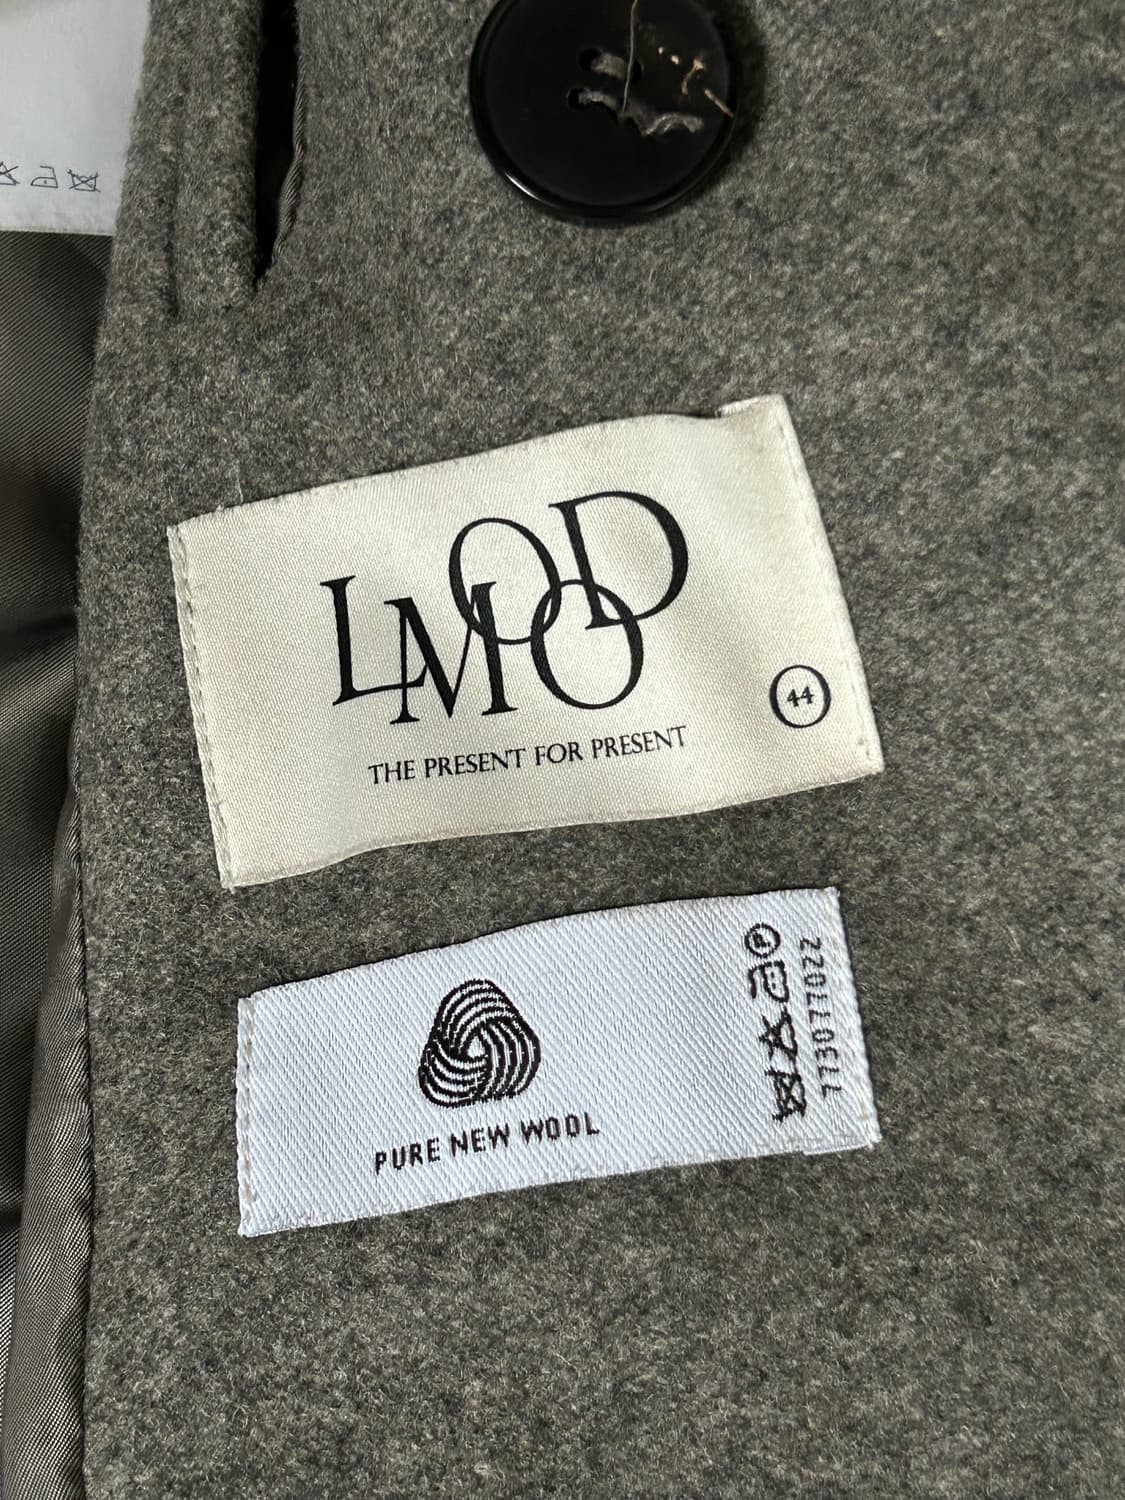 LMOOD
THE PRESENT FOR PRESENT
44
PURE NEW WOOL
P
773077022